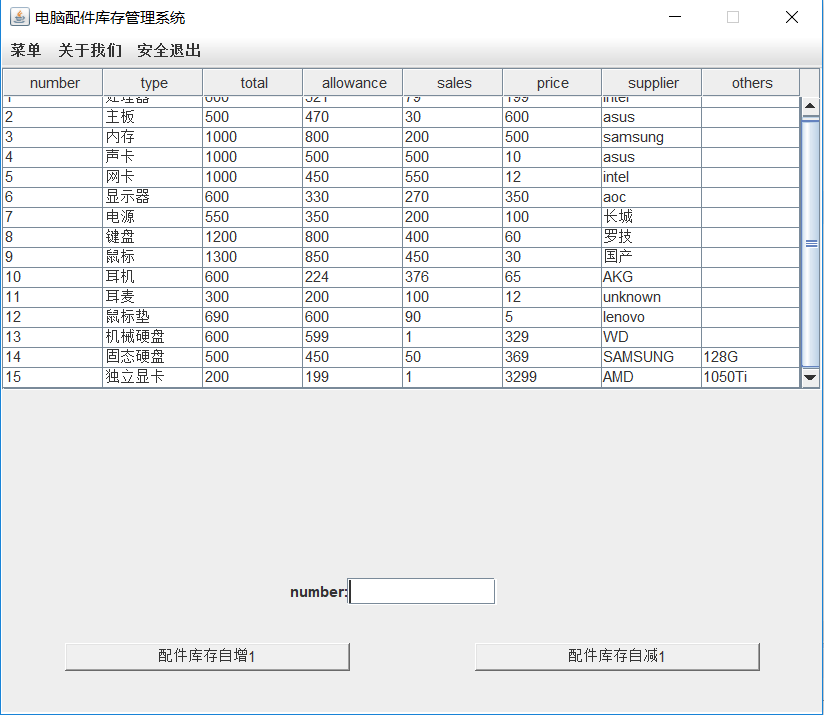 电脑配件库存管理系统
菜单 关于我们 安全退出
number type total allowance sales price supplier others
1 处理器 600 521 79 199 intel
2 主板 500 470 30 600 asus
3 内存 1000 800 200 500 samsung
4 声卡 1000 500 500 10 asus
5 网卡 1000 450 550 12 intel
6 显示器 600 330 270 350 aoc
7 电源 550 350 200 100 长城
8 键盘 1200 800 400 60 罗技
9 鼠标 1300 850 450 30 国产
10 耳机 600 224 376 65 AKG
11 耳麦 300 200 100 12 unknown
12 鼠标垫 690 600 90 5 lenovo
13 机械硬盘 600 599 1 329 WD
14 固态硬盘 500 450 50 369 SAMSUNG 128G
15 独立显卡 200 199 1 3299 AMD 1050Ti
number:
配件库存自增1 配件库存自减1